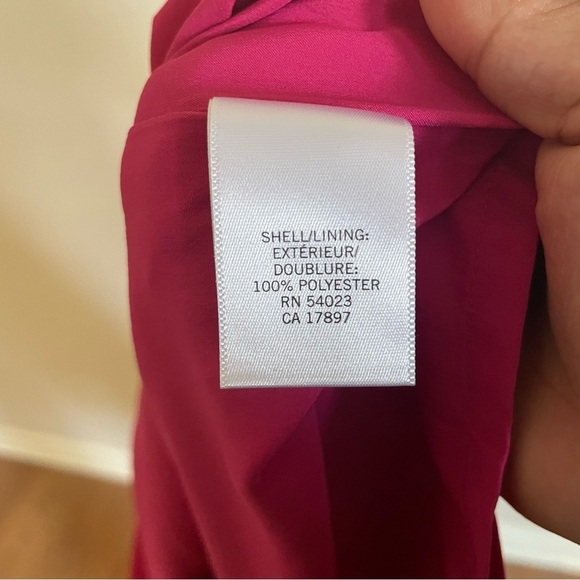 SHELL/LINING:
EXTÉRIEUR/
DOUBLURE:
100% POLYESTER
RN 54023
CA 17897